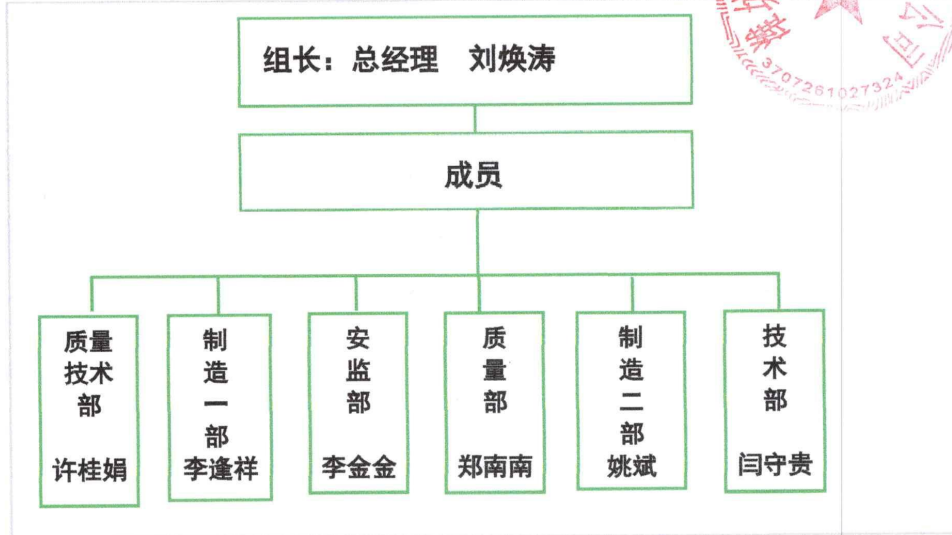 组长：总经理 刘焕涛
成员
质量
技术
部
许桂娟
制
造
一
部
李逢祥
安
监
部
李金金
质
量
部
郑南南
制
造
二
部
姚斌
技
术
部
闫守贵
公司
3707261027324